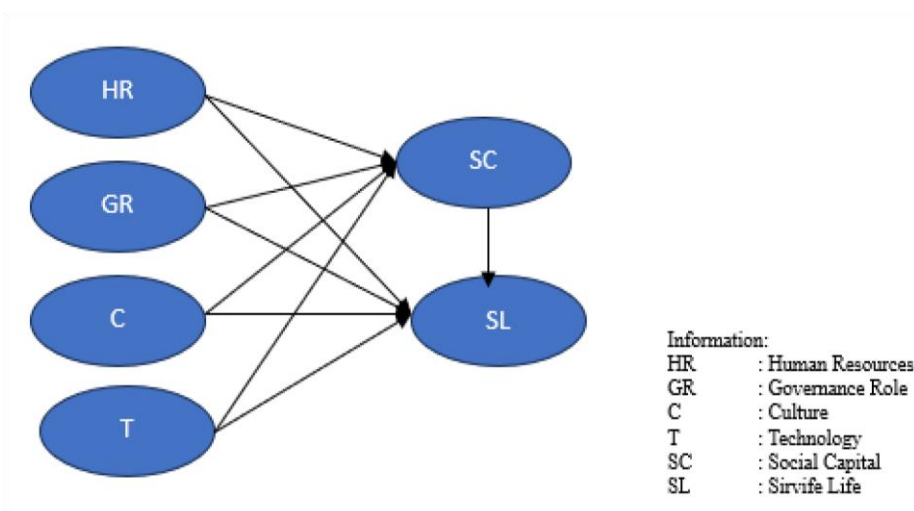 HR
SC
GR
C
SL
T
Information:
HR : Human Resources
GR : Governance Role
C : Culture
T : Technology
SC : Social Capital
SL : Sirvife Life